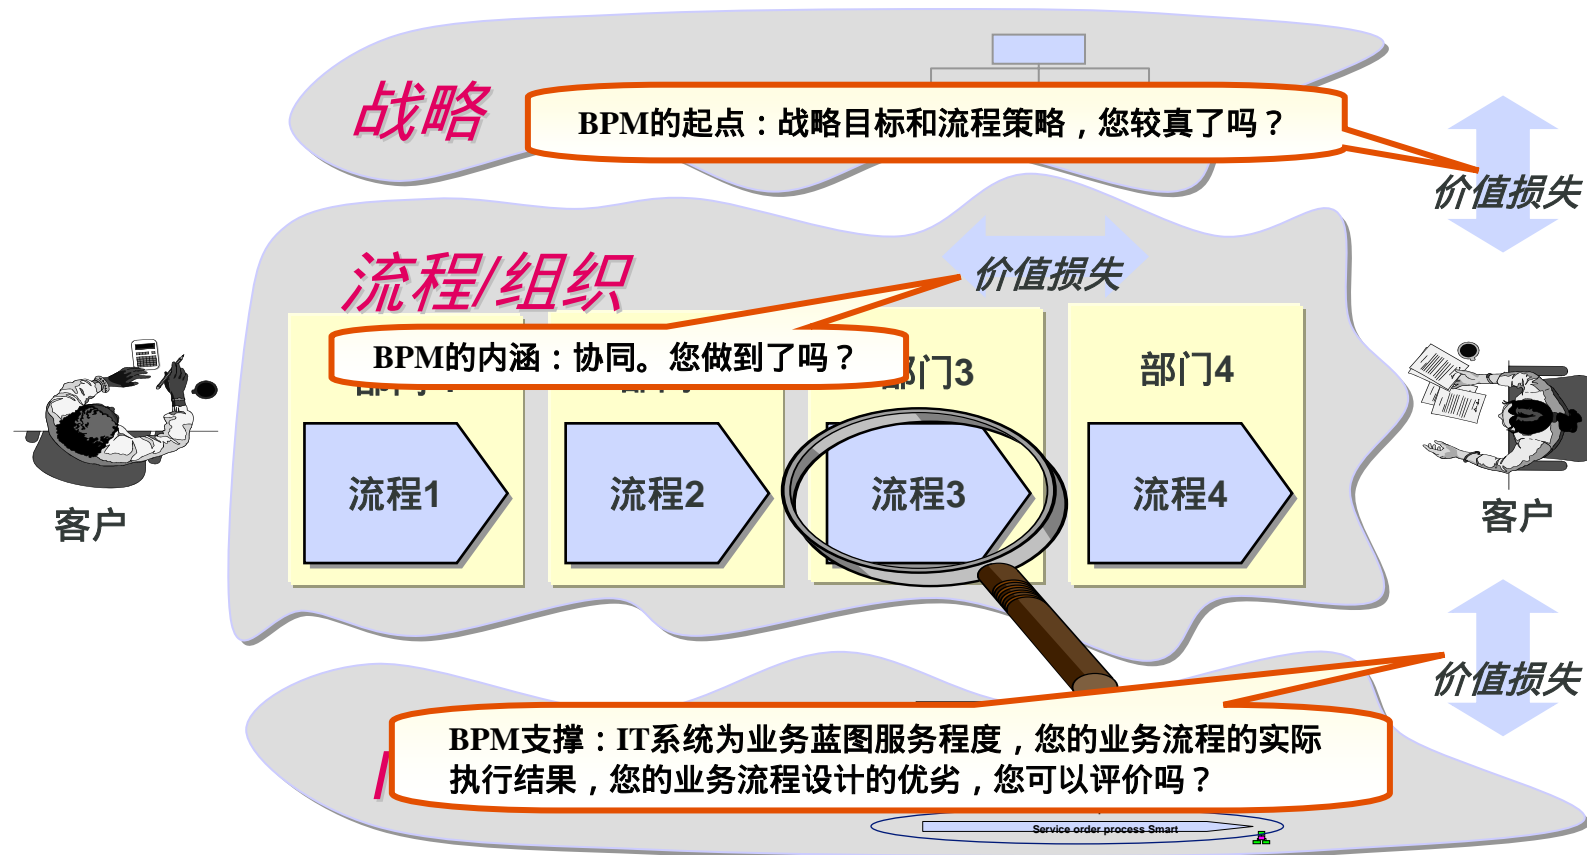 战略
BPM的起点：战略目标和流程策略，您较真了吗？
价值损失
流程/组织
价值损失
BPM的内涵：协同。您做到了吗？
部门3
部门4
流程1
流程2
流程3
流程4
客户
客户
价值损失
BPM支撑：IT系统为业务蓝图服务程度，您的业务流程的实际
执行结果，您的业务流程设计的优劣，您可以评价吗？
Service order process Smart